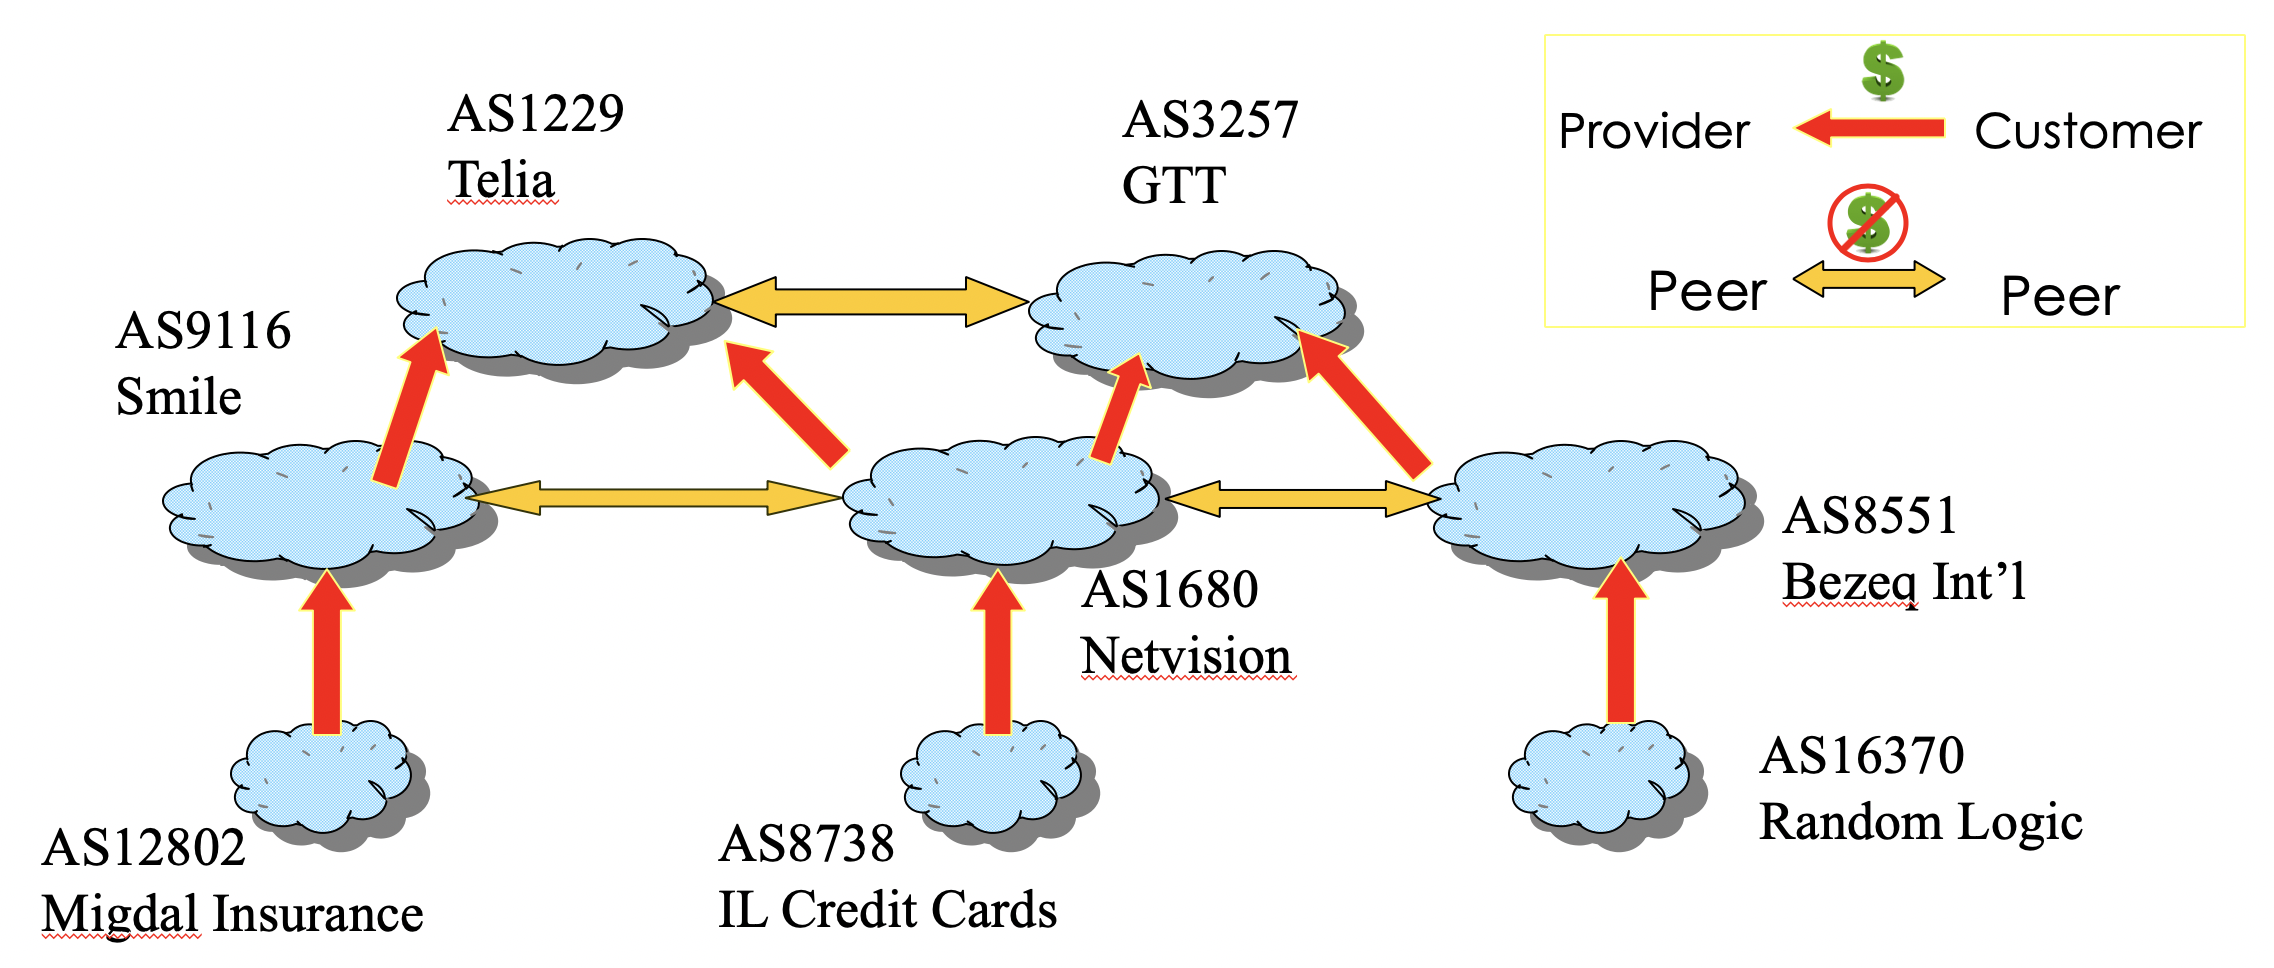 AS1229
Telia
AS3257
GTT
$
Provider
Customer
$
Peer
Peer
AS9116
Smile
AS8551
Bezeq Int’l
AS1680
Netvision
AS16370
Random Logic
AS12802
Migdal Insurance
AS8738
IL Credit Cards